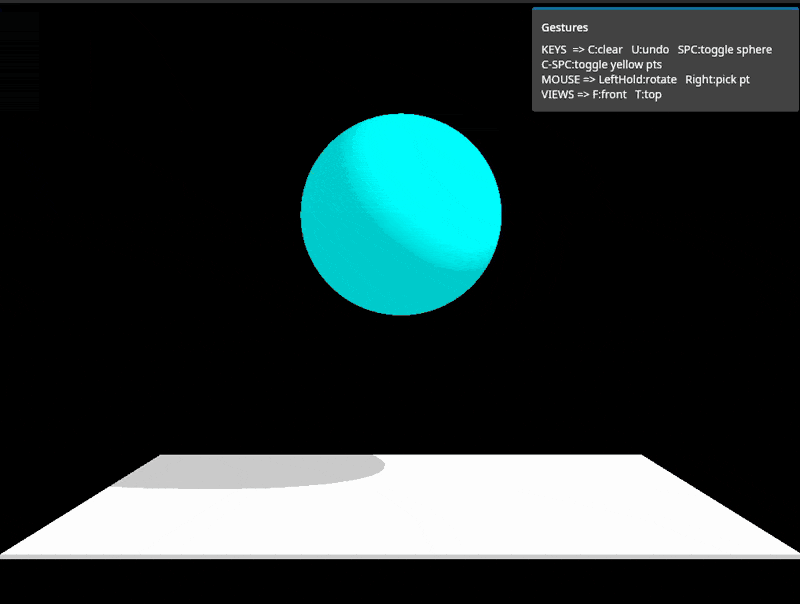 Gestures
KEYS  => C:clear   U:undo   SPC:toggle sphere
C-SPC:toggle yellow pts
MOUSE => LeftHold:rotate   Right:pick pt
VIEWS => F:front   T:top